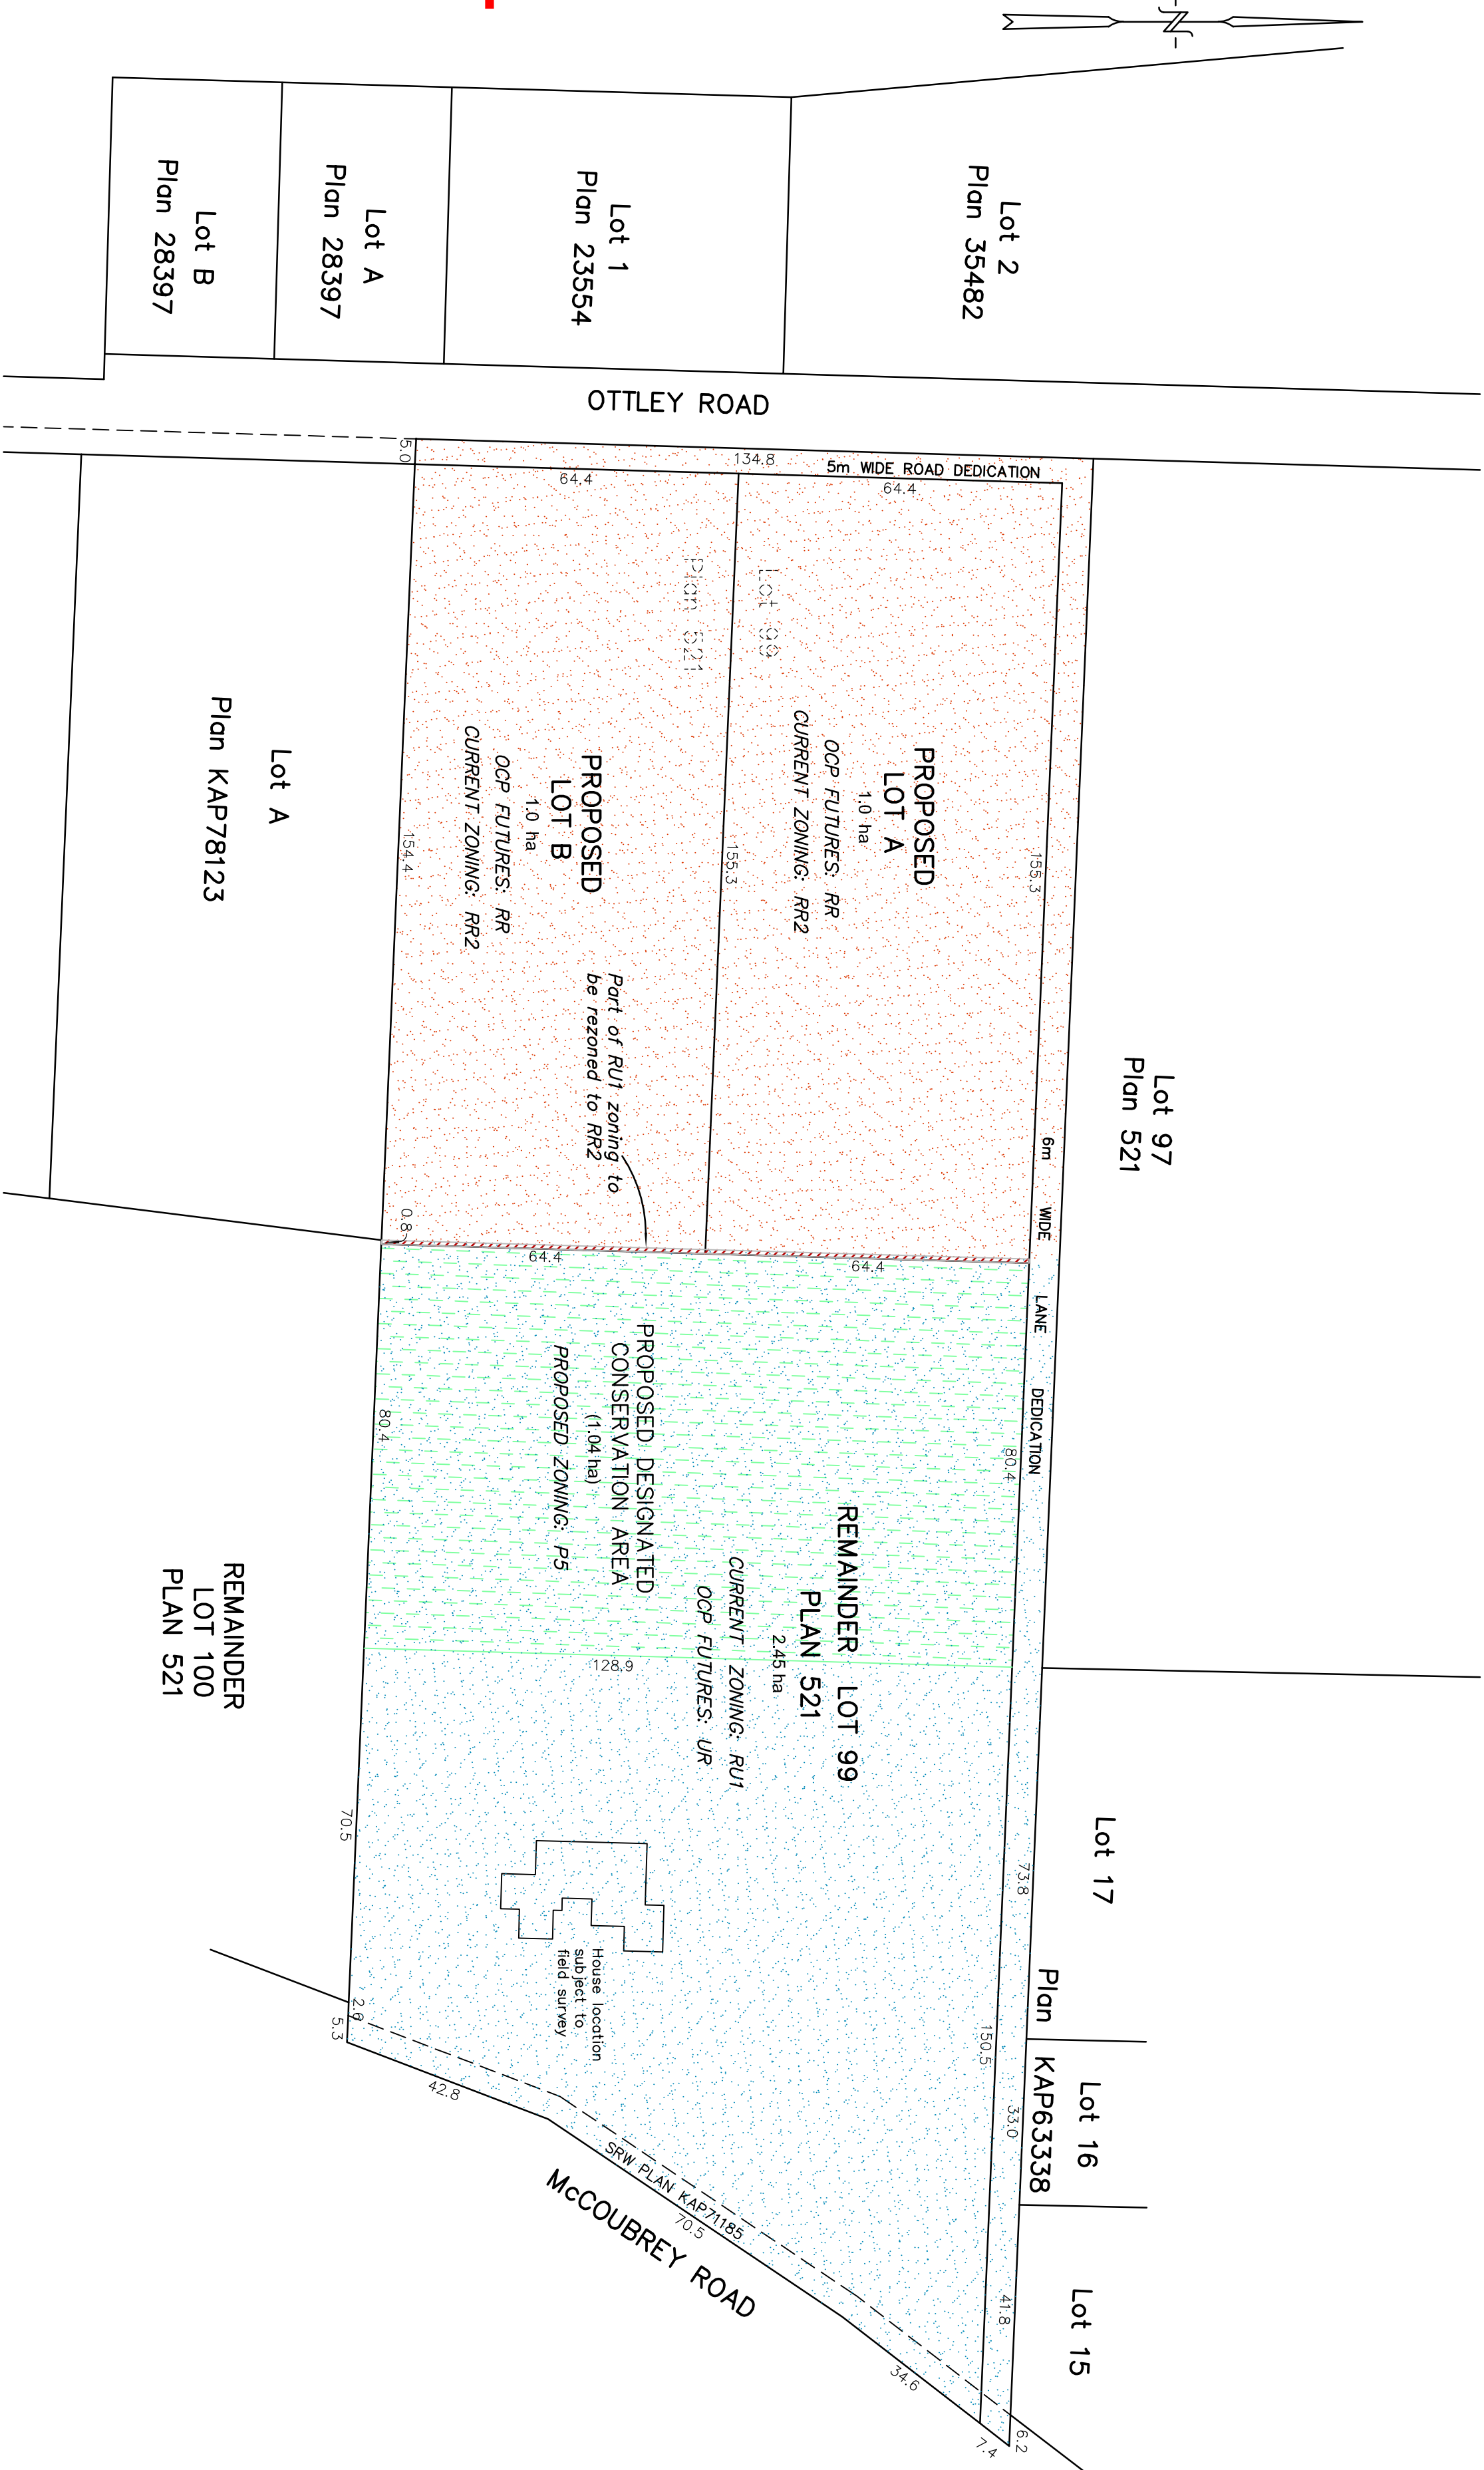 N
Lot 2
Plan 35482
Lot 1
Plan 23554
Lot A
Plan 28397
Lot B
Plan 28397
OTTLEY ROAD
5.0
134.8
5m WIDE ROAD DEDICATION
64.4
64.4
Lot 99
Plan 521
PROPOSED
LOT A
1.0 ha
OCP FUTURES: RR
CURRENT ZONING: RR2
155.3
155.3
PROPOSED
LOT B
1.0 ha
OCP FUTURES: RR
CURRENT ZONING: RR2
154.4
Part of RU1 zoning to
be rezoned to RR2
0.8
64.4
64.4
Lot A
Plan KAP78123
Lot 97
Plan 521
6m WIDE LANE DEDICATION
PROPOSED DESIGNATED
CONSERVATION AREA
(1.04 ha)
PROPOSED ZONING: P5
80.4
80.4
REMAINDER LOT 99
PLAN 521
2.45 ha
CURRENT ZONING: RU1
OCP FUTURES: UR
128.9
REMAINDER
LOT 100
PLAN 521
70.5
73.8
Lot 17
Plan KAP63338
Lot 16
Lot 15
150.5
33.0
41.8
House location
subject to
field survey
5.3
42.8
SRW PLAN KAP71185
70.5
McCOUBREY ROAD
34.6
7.4
6.2